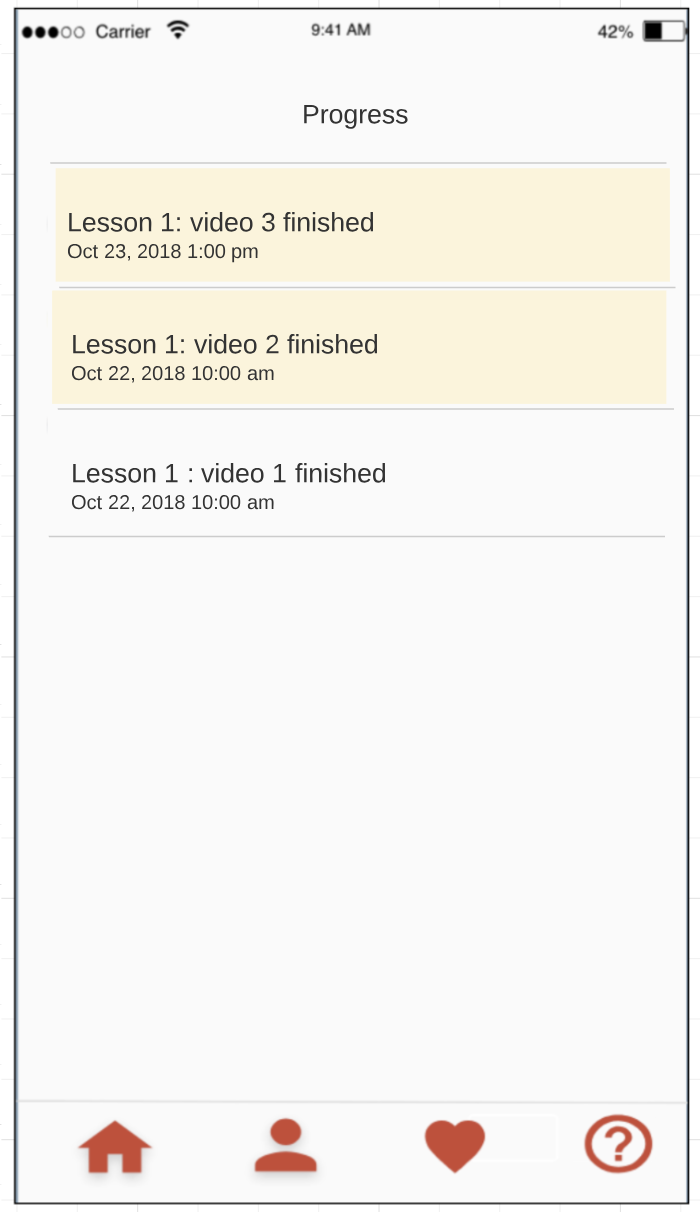 Carrier 9:41 AM 42%
Progress
Lesson 1: video 3 finished
Oct 23, 2018 1:00 pm
Lesson 1: video 2 finished
Oct 22, 2018 10:00 am
Lesson 1 : video 1 finished
Oct 22, 2018 10:00 am
?